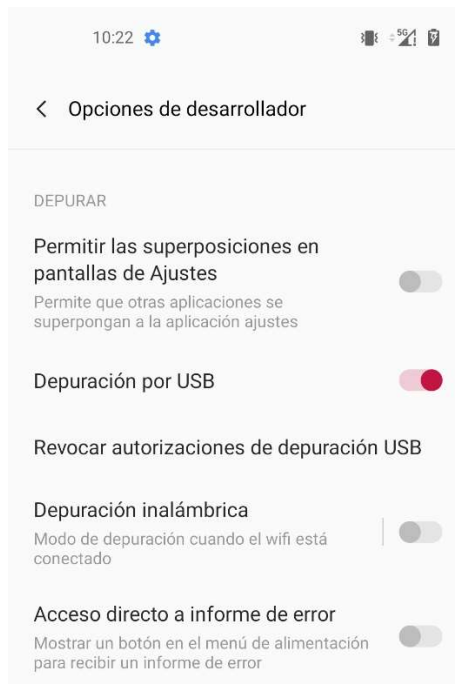 10:22
5G
Opciones de desarrollador
DEPURAR
Permitir las superposiciones en
pantallas de Ajustes
Permite que otras aplicaciones se
superpongan a la aplicación ajustes
Depuración por USB
Revocar autorizaciones de depuración USB
Depuración inalámbrica
Modo de depuración cuando el wifi está
conectado
Acceso directo a informe de error
Mostrar un botón en el menú de alimentación
para recibir un informe de error